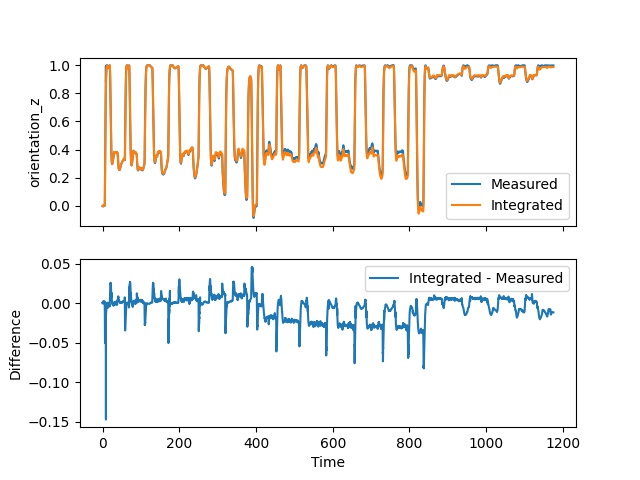 1.0
0.8
0.6
0.4
0.2
0.0
orientation_z
Measured
Integrated
0.05
0.00
−0.05
−0.10
−0.15
Difference
Integrated - Measured
0 200 400 600 800 1000 1200
Time